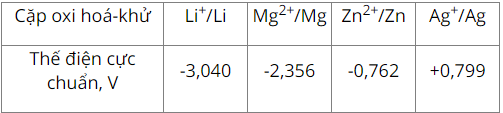 Cặp oxi hoá-khử Li⁺/Li Mg²⁺/Mg Zn²⁺/Zn Ag⁺/Ag
Thế điện cực
chuẩn, V -3,040 -2,356 -0,762 +0,799